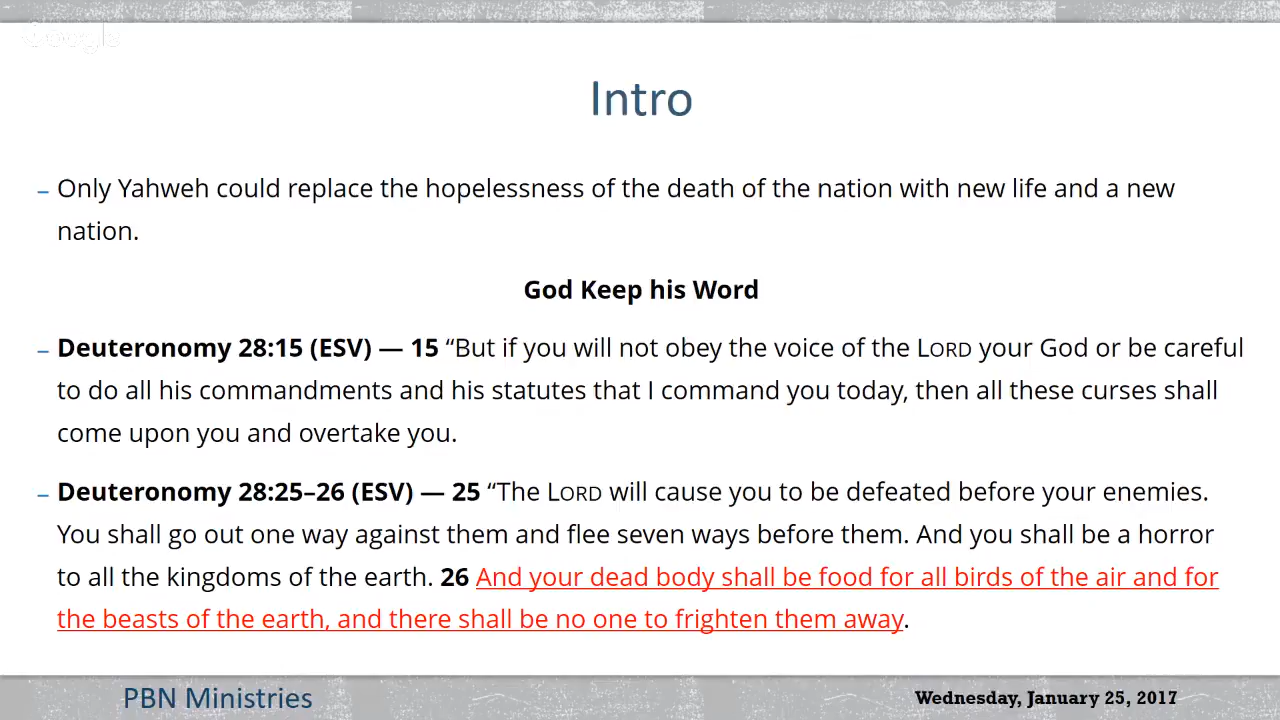 Google
Intro
– Only Yahweh could replace the hopelessness of the death of the nation with new life and a new
nation.
God Keep his Word
– Deuteronomy 28:15 (ESV) — 15 “But if you will not obey the voice of the LORD your God or be careful
to do all his commandments and his statutes that I command you today, then all these curses shall
come upon you and overtake you.
– Deuteronomy 28:25–26 (ESV) — 25 “The LORD will cause you to be defeated before your enemies.
You shall go out one way against them and flee seven ways before them. And you shall be a horror
to all the kingdoms of the earth. 26 And your dead body shall be food for all birds of the air and for
the beasts of the earth, and there shall be no one to frighten them away.
PBN Ministries
Wednesday, January 25, 2017